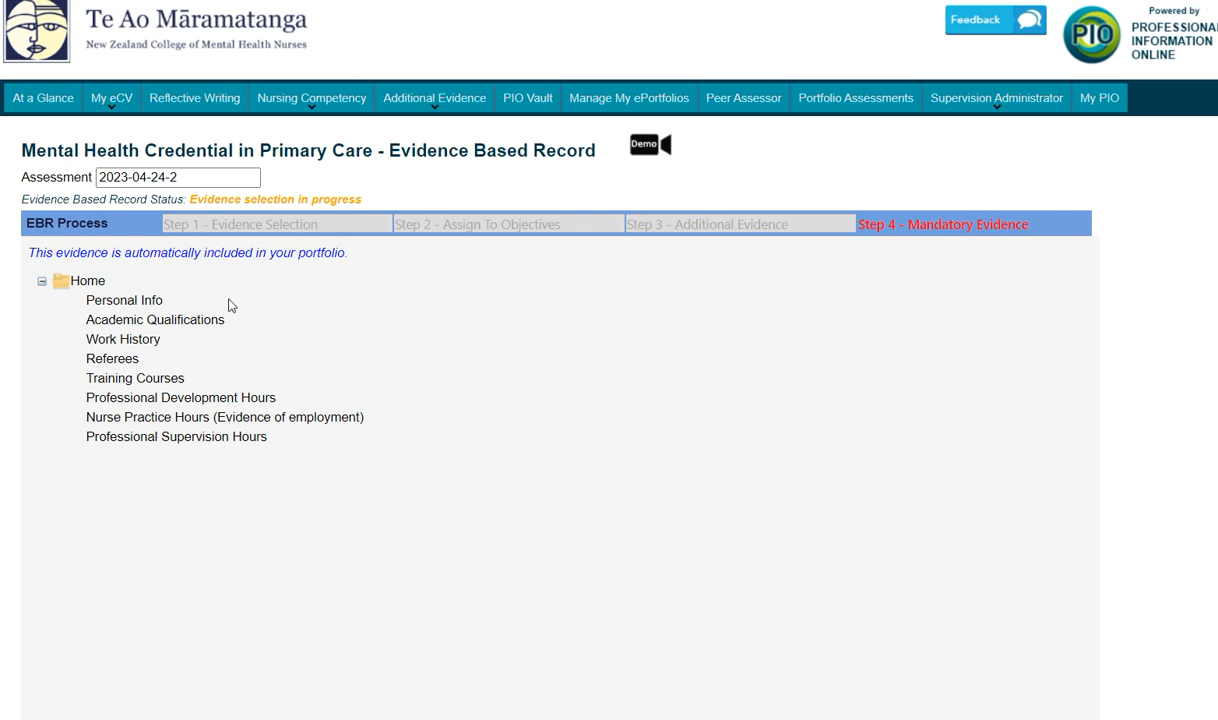 Te Ao Māramatanga
New Zealand College of Mental Health Nurses
Feedback
PIO
Powered by
PROFESSIONA
INFORMATION
ONLINE
At a Glance My eCV Reflective Writing Nursing Competency Additional Evidence PIO Vault Manage My ePortfolios Peer Assessor Portfolio Assessments Supervision Administrator My PIO
Mental Health Credential in Primary Care - Evidence Based Record
Demo
Assessment 2023-04-24-2
Evidence Based Record Status: Evidence selection in progress
EBR Process Step 1 - Evidence Selection Step 2 - Assign To Objectives Step 3 - Additional Evidence Step 4 - Mandatory Evidence
This evidence is automatically included in your portfolio.
Home
Personal Info
Academic Qualifications
Work History
Referees
Training Courses
Professional Development Hours
Nurse Practice Hours (Evidence of employment)
Professional Supervision Hours